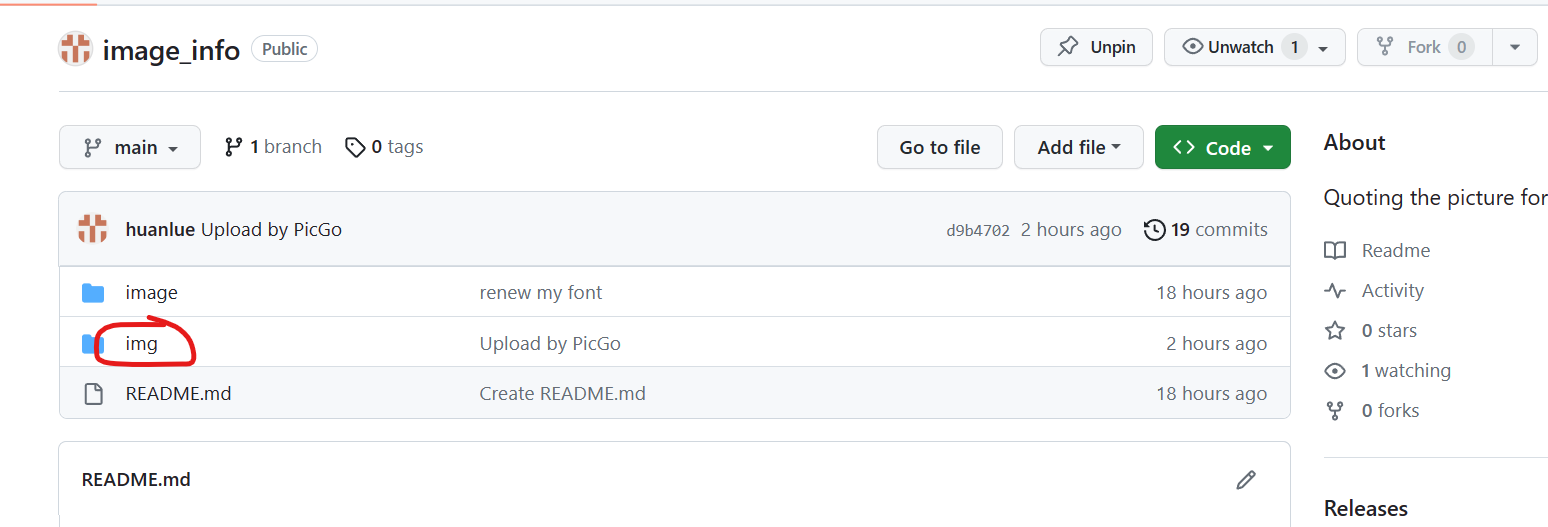 image_info Public Unpin Unwatch 1 Fork 0
main 1 branch 0 tags Go to file Add file Code
huanlue Upload by PicGo d9b4702 2 hours ago 19 commits
image renew my font 18 hours ago
img Upload by PicGo 2 hours ago
README.md Create README.md 18 hours ago
README.md
About
Quoting the picture for
Readme
Activity
0 stars
1 watching
0 forks
Releases